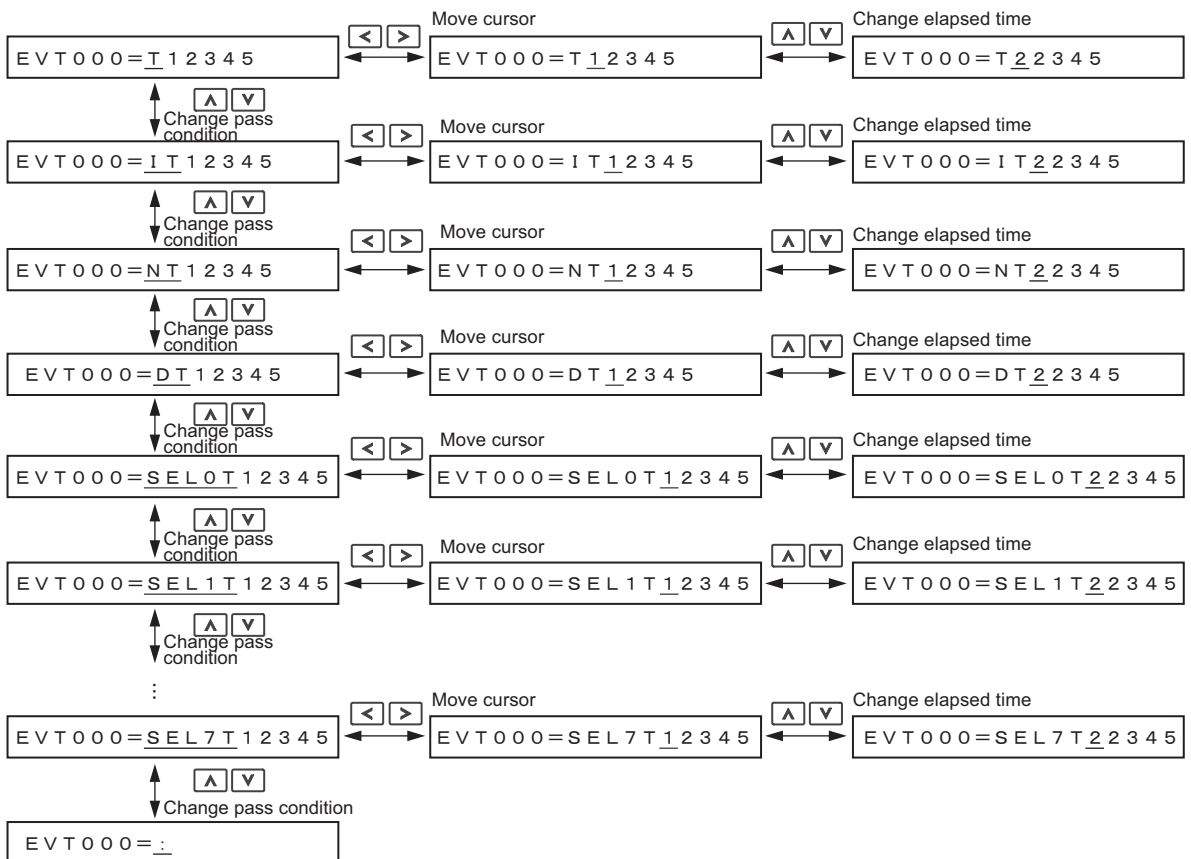 Move cursor
Change elapsed time
EVT000=T12345
EVT000=T12345
EVT000=T22345
Change pass
condition
Move cursor
Change elapsed time
EVT000=IT12345
EVT000=IT12345
EVT000=IT22345
Change pass
condition
Move cursor
Change elapsed time
EVT000=NT12345
EVT000=NT12345
EVT000=NT22345
Change pass
condition
Move cursor
Change elapsed time
EVT000=DT12345
EVT000=DT12345
EVT000=DT22345
Change pass
condition
Move cursor
Change elapsed time
EVT000=SEL0T12345
EVT000=SEL0T12345
EVT000=SEL0T22345
Change pass
condition
Move cursor
Change elapsed time
EVT000=SEL1T12345
EVT000=SEL1T12345
EVT000=SEL1T22345
Change pass
condition
...
Move cursor
Change elapsed time
EVT000=SEL7T12345
EVT000=SEL7T12345
EVT000=SEL7T22345
Change pass condition
EVT000=: